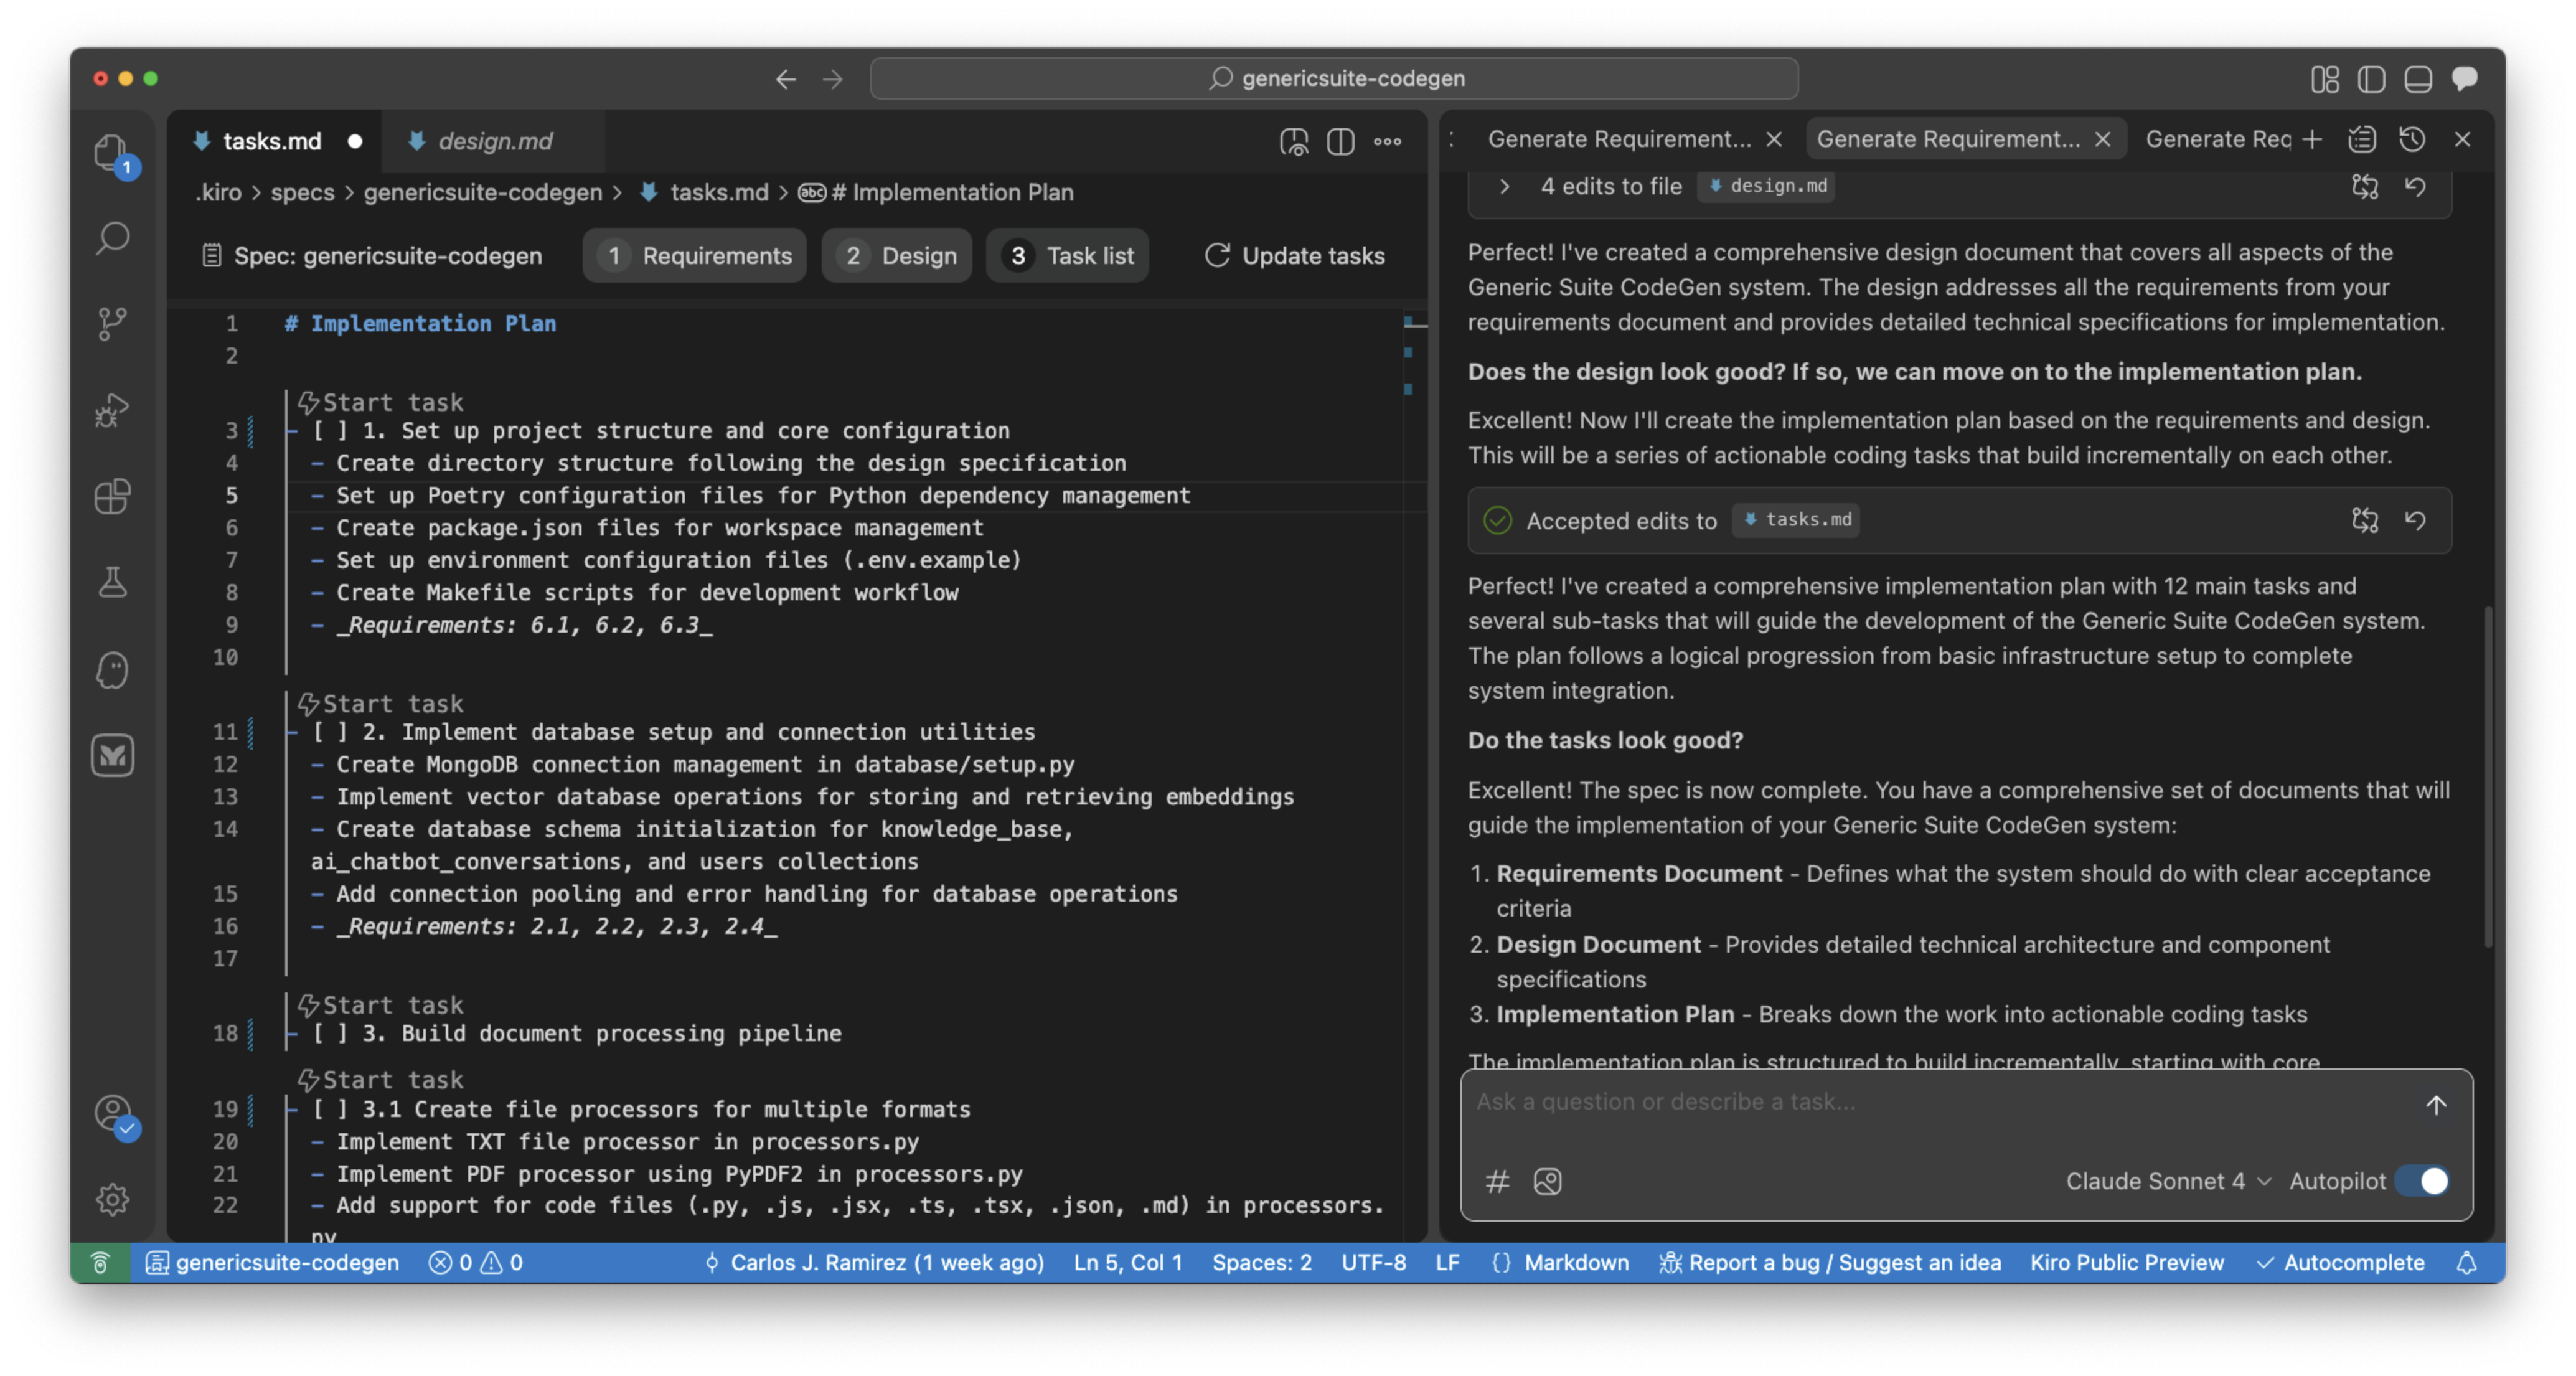 genericsuite-codegen
1
tasks.md
design.md
.kiro > specs > genericsuite-codegen > tasks.md > abc # Implementation Plan
Spec: genericsuite-codegen
1 Requirements
2 Design
3 Task list
Update tasks
1 # Implementation Plan
2
Start task
3 - [ ] 1. Set up project structure and core configuration
4 - Create directory structure following the design specification
5 - Set up Poetry configuration files for Python dependency management
6 - Create package.json files for workspace management
7 - Set up environment configuration files (.env.example)
8 - Create Makefile scripts for development workflow
9 - _Requirements: 6.1, 6.2, 6.3_
10
Start task
11 - [ ] 2. Implement database setup and connection utilities
12 - Create MongoDB connection management in database/setup.py
13 - Implement vector database operations for storing and retrieving embeddings
14 - Create database schema initialization for knowledge_base,
ai_chatbot_conversations, and users collections
15 - Add connection pooling and error handling for database operations
16 - _Requirements: 2.1, 2.2, 2.3, 2.4_
17
Start task
18 - [ ] 3. Build document processing pipeline
Start task
19 - [ ] 3.1 Create file processors for multiple formats
20 - Implement TXT file processor in processors.py
21 - Implement PDF processor using PyPDF2 in processors.py
22 - Add support for code files (.py, .js, .jsx, .ts, .tsx, .json, .md) in processors.
py
Generate Requirement...
Generate Requirement...
Generate Req
4 edits to file design.md
Perfect! I've created a comprehensive design document that covers all aspects of the
Generic Suite CodeGen system. The design addresses all the requirements from your
requirements document and provides detailed technical specifications for implementation.
Does the design look good? If so, we can move on to the implementation plan.
Excellent! Now I'll create the implementation plan based on the requirements and design.
This will be a series of actionable coding tasks that build incrementally on each other.
Accepted edits to tasks.md
Perfect! I've created a comprehensive implementation plan with 12 main tasks and
several sub-tasks that will guide the development of the Generic Suite CodeGen system.
The plan follows a logical progression from basic infrastructure setup to complete
system integration.
Do the tasks look good?
Excellent! The spec is now complete. You have a comprehensive set of documents that will
guide the implementation of your Generic Suite CodeGen system:
1. Requirements Document - Defines what the system should do with clear acceptance
criteria
2. Design Document - Provides detailed technical architecture and component
specifications
3. Implementation Plan - Breaks down the work into actionable coding tasks
The implementation plan is structured to build incrementally, starting with core
Ask a question or describe a task...
#
Claude Sonnet 4
Autopilot
genericsuite-codegen
0
0
Carlos J. Ramirez (1 week ago)
Ln 5, Col 1
Spaces: 2
UTF-8
LF
{} Markdown
Report a bug / Suggest an idea
Kiro Public Preview
Autocomplete